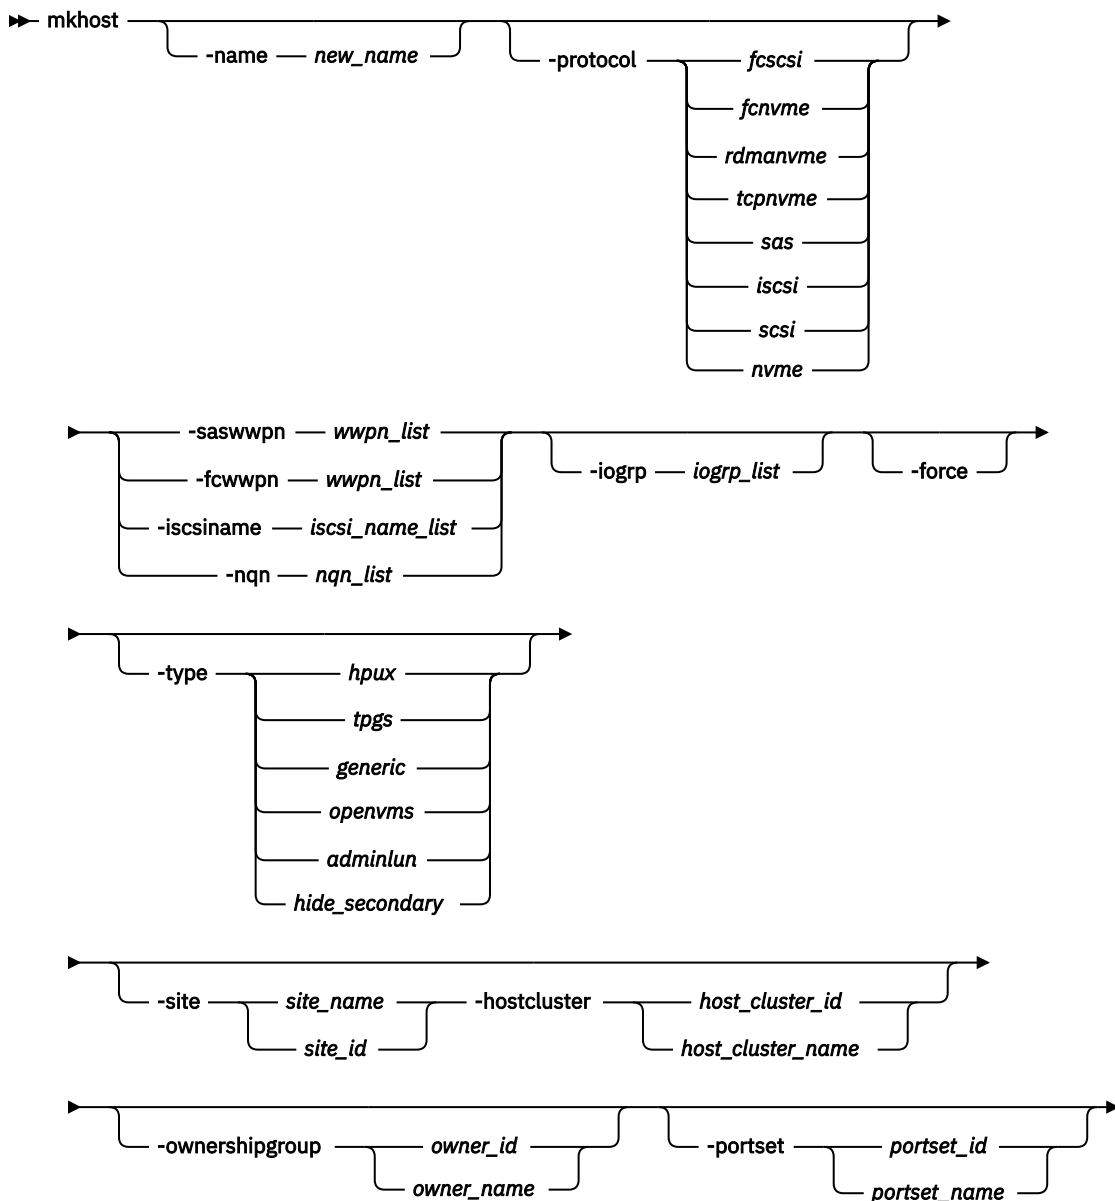 mkhost
-name new_name -protocol fcscsi
fcnvme
rdmanvme
tcpnvme
sas
iscsi
scsi
nvme
-saswwpn wwpn_list
-fcwwpn wwpn_list
-iscsiname iscsi_name_list
-nqn nqn_list
-iogrp iogrp_list -force
-type hpux
tpgs
generic
openvms
adminlun
hide_secondary
-site site_name -hostcluster host_cluster_id
site_id host_cluster_name
-ownershipgroup owner_id -portset portset_id
owner_name portset_name